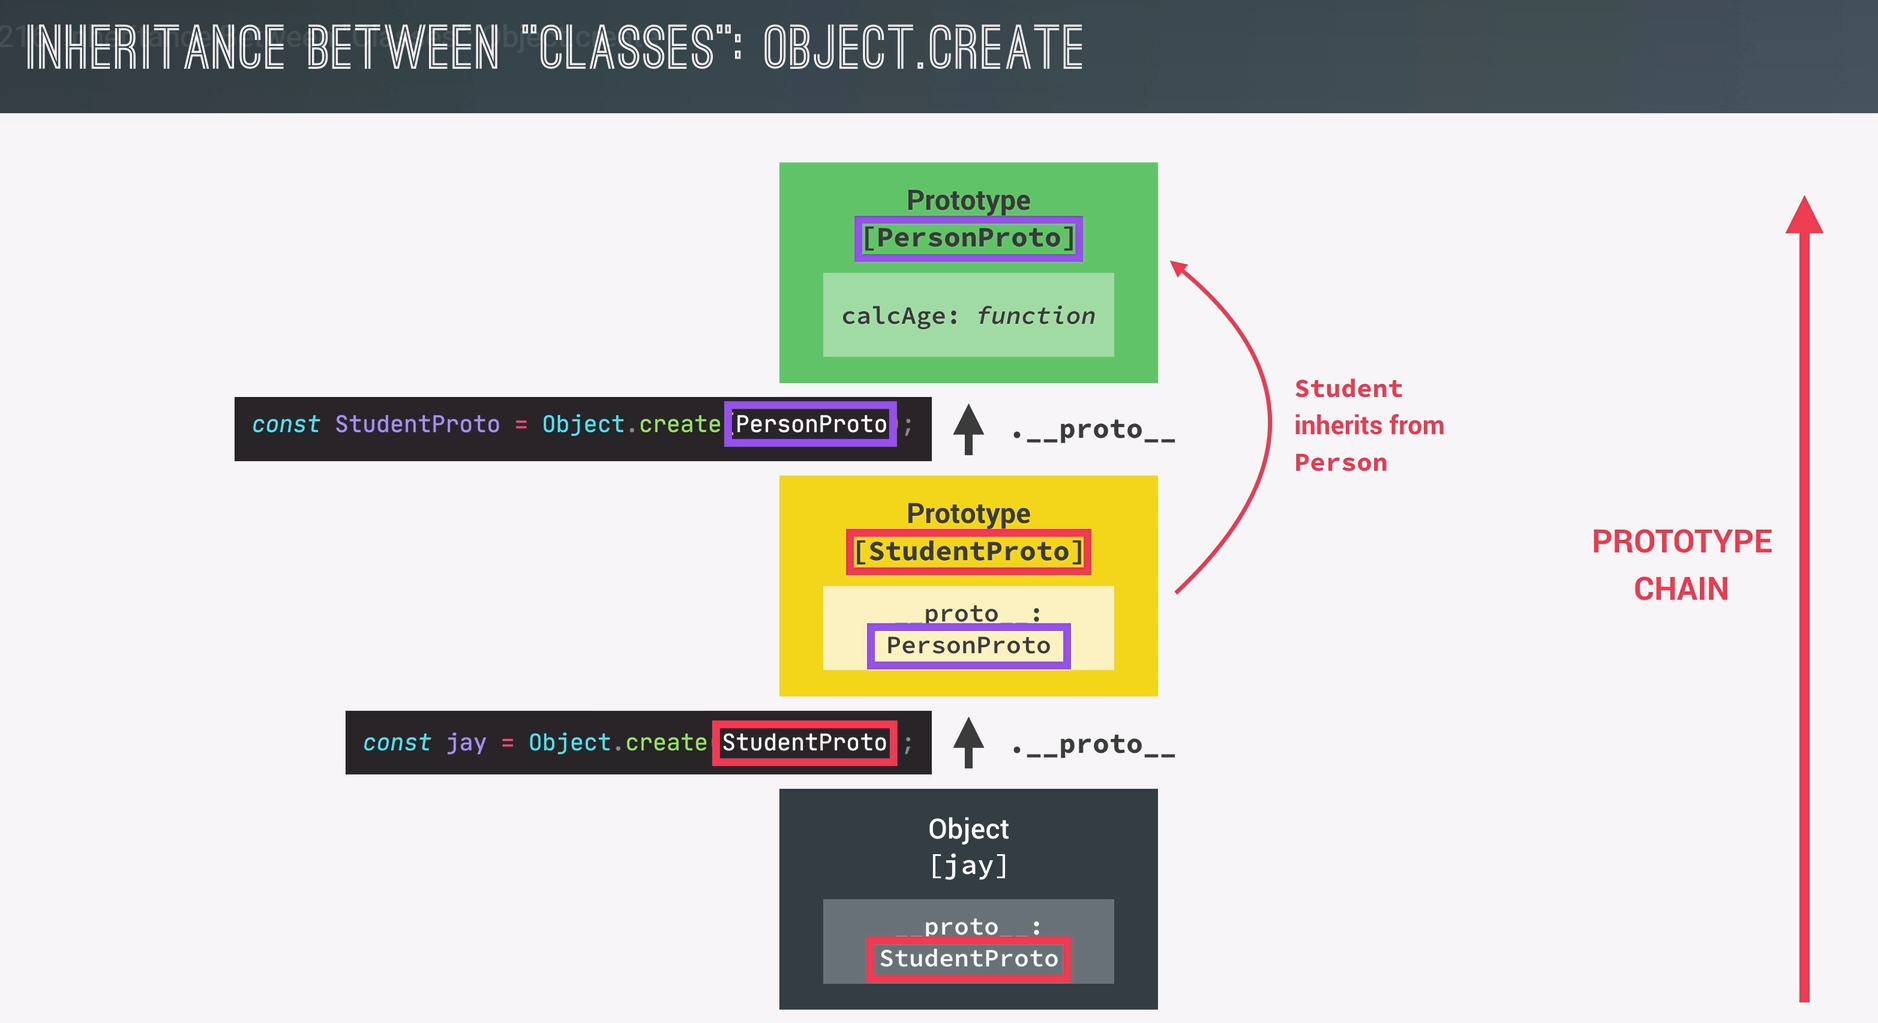 INHERITANCE BETWEEN "CLASSES": OBJECT.CREATE
Prototype
[PersonProto]
calcAge: function
const StudentProto = Object.create(PersonProto;
.__proto__
Student
inherits from
Person
Prototype
[StudentProto]
__proto__:
PersonProto
PROTOTYPE
CHAIN
const jay = Object.create StudentProto ;
.__proto__
Object
[jay]
__proto__:
StudentProto